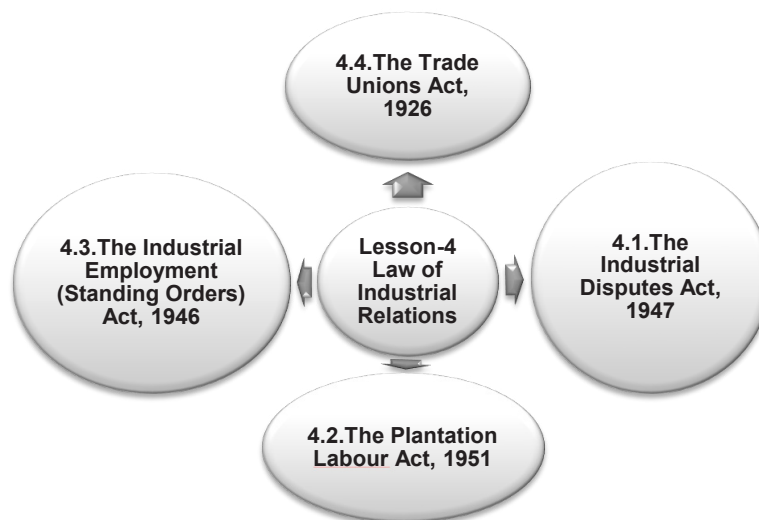 4.4.The Trade
Unions Act,
1926
4.3.The Industrial
Employment
(Standing Orders)
Act, 1946
Lesson-4
Law of
Industrial
Relations
4.1.The
Industrial
Disputes Act,
1947
4.2.The Plantation
Labour Act, 1951